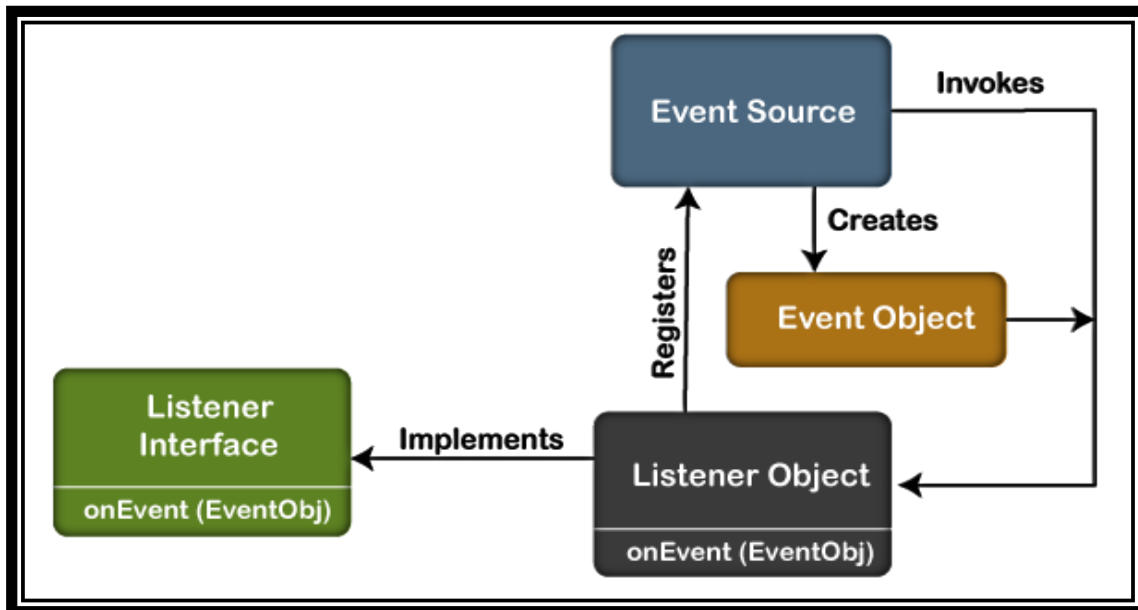 Event Source
Invokes
Creates
Registers
Event Object
Listener
Interface
onEvent (EventObj)
Implements
Listener Object
onEvent (EventObj)